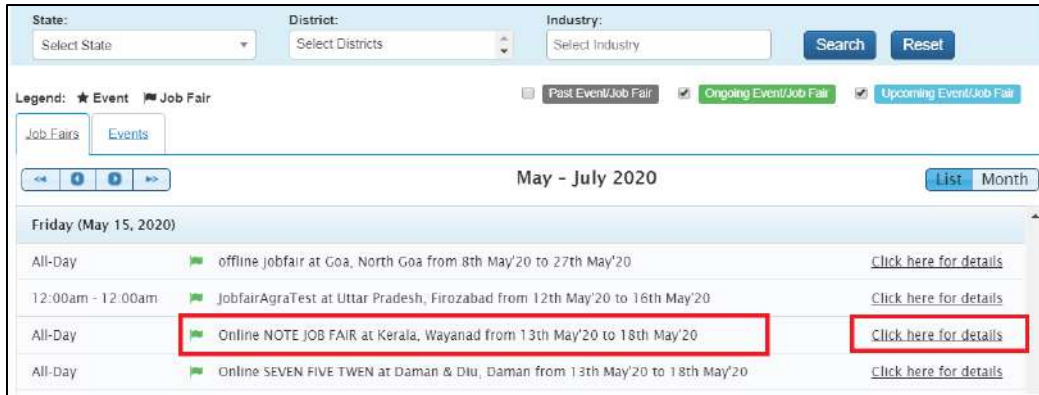 State: District: Industry:
Select State Select Districts Select Industry Search Reset
Legend: ★ Event Job Fair Past Event/Job Fair Ongoing Event/Job Fair Upcoming Event/Job Fair
Job Fairs Events
May - July 2020 List Month
Friday (May 15, 2020)
All-Day offline jobfair at Goa, North Goa from 8th May'20 to 27th May'20 Click here for details
12:00am - 12:00am JobfairAgraTest at Uttar Pradesh, Firozabad from 12th May'20 to 16th May'20 Click here for details
All-Day Online NOTE JOB FAIR at Kerala, Wayanad from 13th May'20 to 18th May'20 Click here for details
All-Day Online SEVEN FIVE TWEN at Daman & Diu, Daman from 13th May'20 to 18th May'20 Click here for details